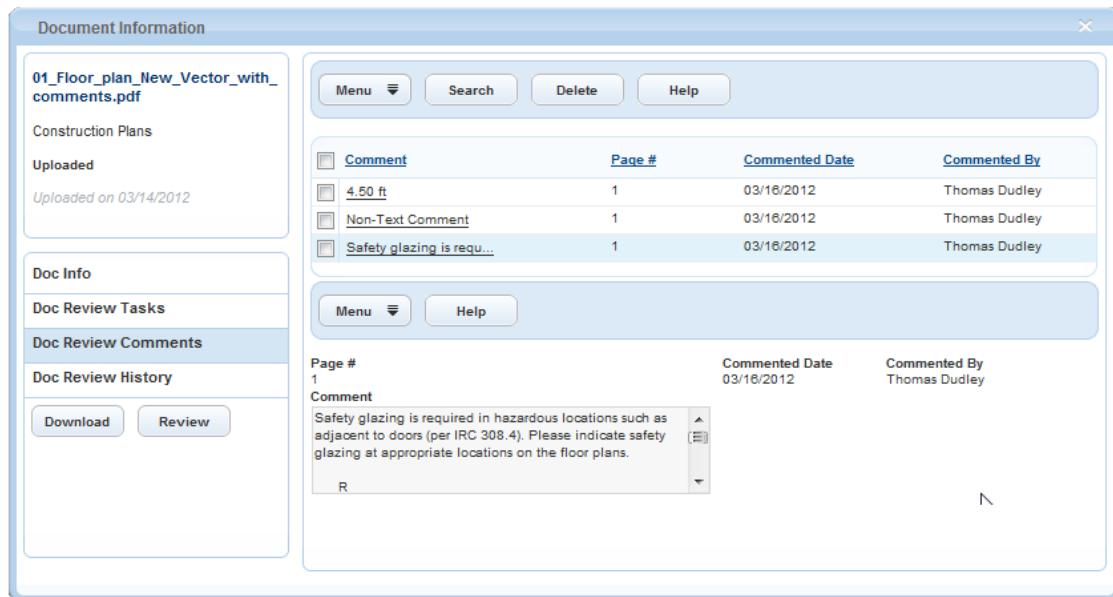 Document Information
01_Floor_plan_New_Vector_with_
comments.pdf
Construction Plans
Uploaded
Uploaded on 03/14/2012
Doc Info
Doc Review Tasks
Doc Review Comments
Doc Review History
Download Review
Menu Search Delete Help
Comment Page # Commented Date Commented By
4.50 ft 1 03/16/2012 Thomas Dudley
Non-Text Comment 1 03/16/2012 Thomas Dudley
Safety glazing is requ... 1 03/16/2012 Thomas Dudley
Menu Help
Page # Commented Date Commented By
1 03/16/2012 Thomas Dudley
Comment
Safety glazing is required in hazardous locations such as
adjacent to doors (per IRC 308.4). Please indicate safety
glazing at appropriate locations on the floor plans.
R